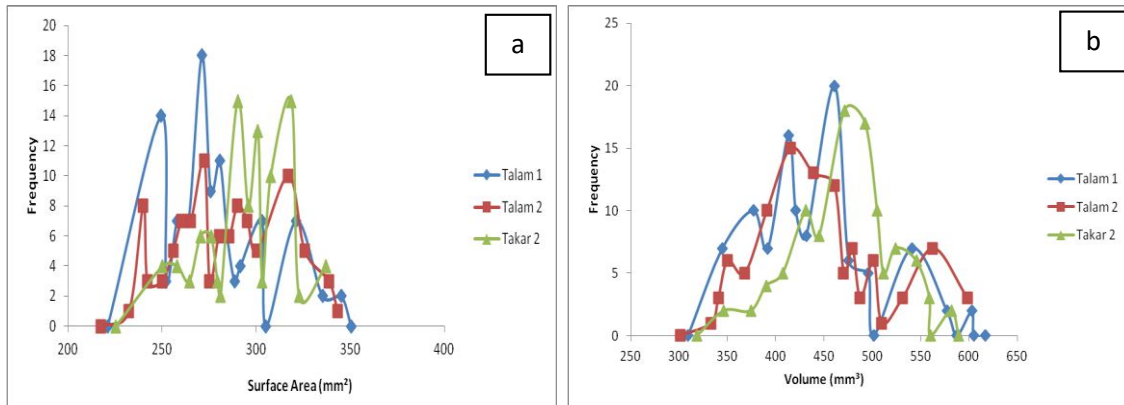 a
20
18
16
14
12
10
8
6
4
2
0
Frequency
200 250 300 350 400
Surface Area (mm²)
Talam 1
Talam 2
Takar 2
b
25
20
15
10
5
0
Frequency
250 300 350 400 450 500 550 600 650
Volume (mm³)
Talam 1
Talam 2
Takar 2